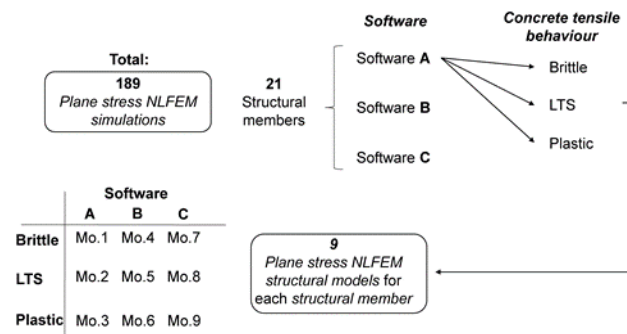 Total:
189
Plane stress NLFEM
simulations
21
Structural
members
Software
Software A
Software B
Software C
Concrete tensile
behaviour
Brittle
LTS
Plastic
Software
A B C
Brittle Mo.1 Mo.4 Mo.7
LTS Mo.2 Mo.5 Mo.8
Plastic Mo.3 Mo.6 Mo.9
9
Plane stress NLFEM
structural models for
each structural member